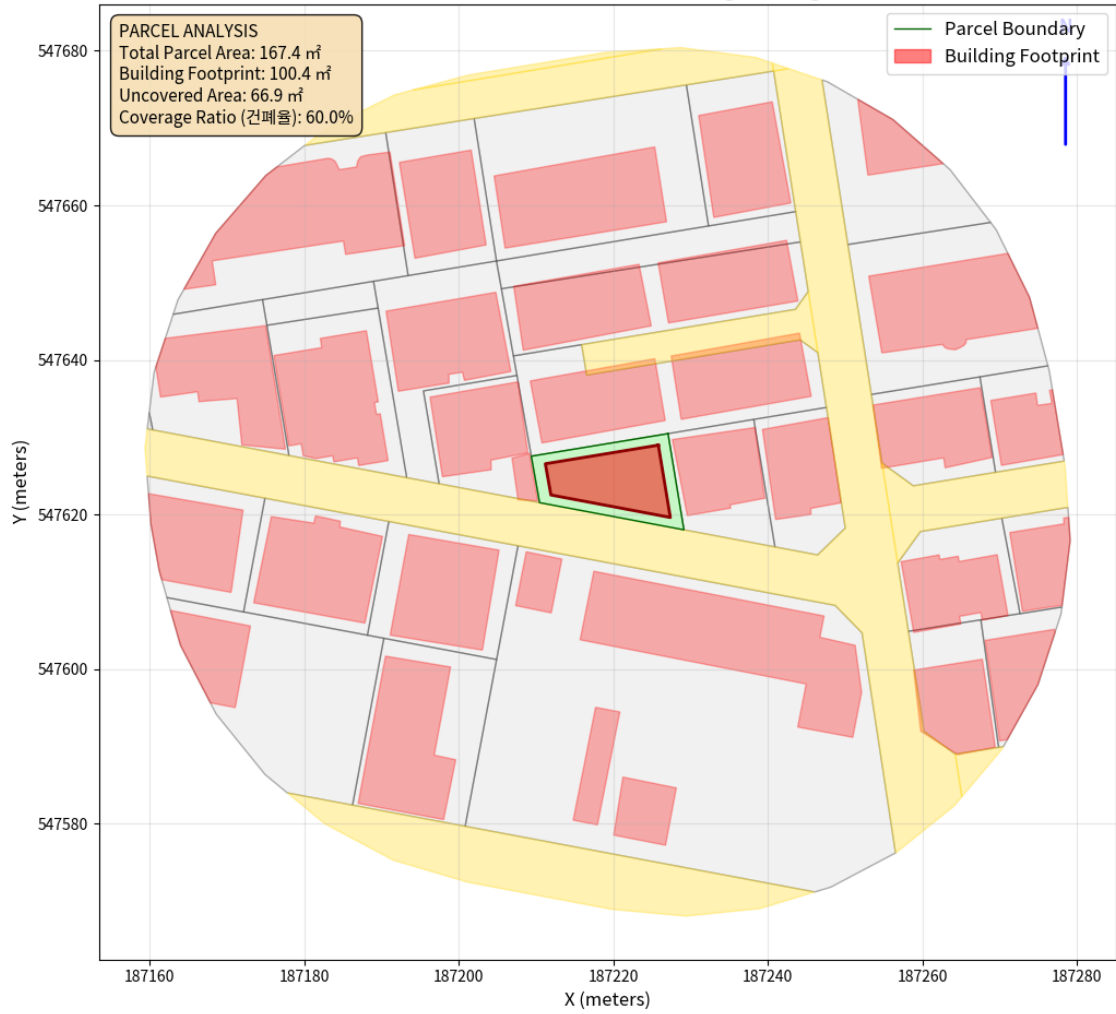 PARCEL ANALYSIS
Total Parcel Area: 167.4 ㎡
Building Footprint: 100.4 ㎡
Uncovered Area: 66.9 ㎡
Coverage Ratio (건폐율): 60.0%
Parcel Boundary
Building Footprint
N
547680
547660
547640
547620
547600
547580
Y (meters)
187160
187180
187200
187220
187240
187260
187280
X (meters)